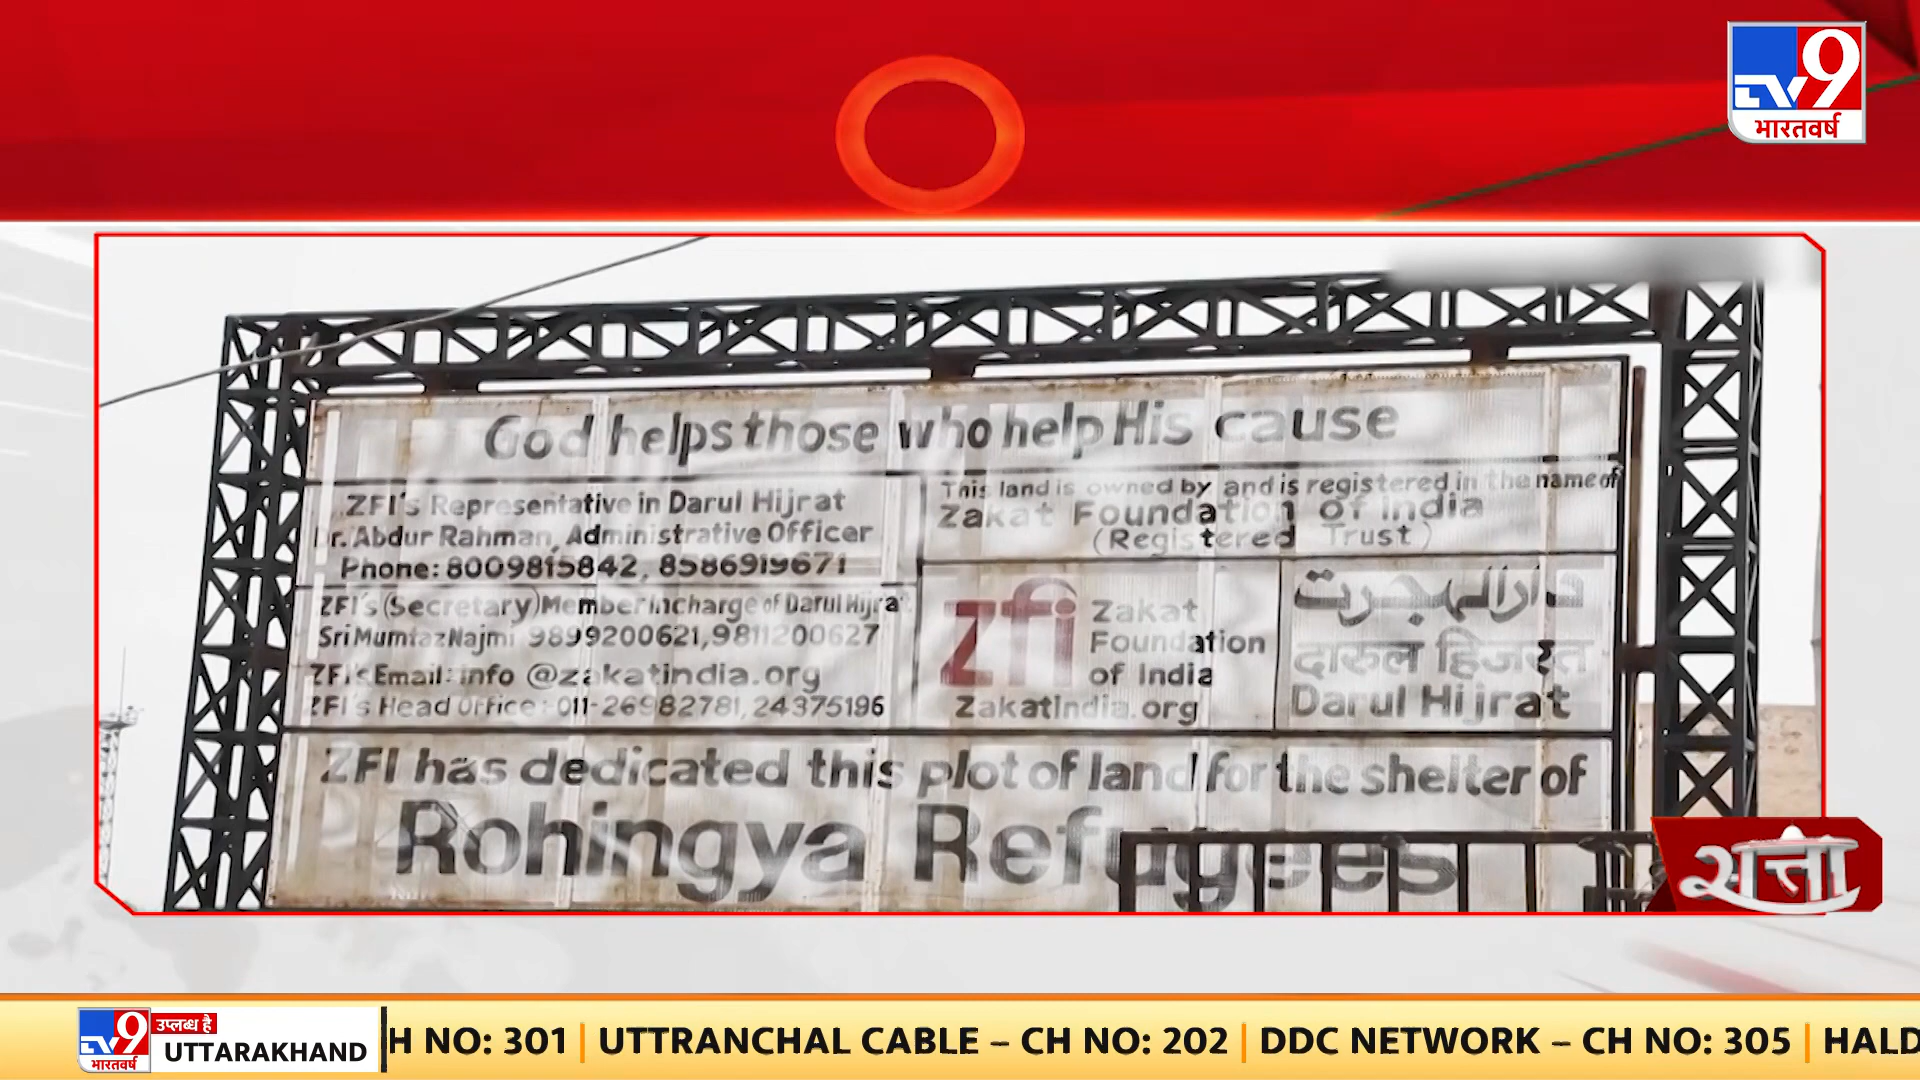 TV9
भारतवर्ष
God helps those who help His cause
ZFI's Representative in Darul Hijrat
Dr. Abdur Rahman, Administrative Officer
Phone: 8009815842, 8586919671
ZFI's (Secretary) Member Incharge of Darul Hijrat
Sri Mumtaz Najmi 9899200621, 9811200627
ZFI's Email: info @zakatindia.org
ZFI's Head Office:-011-26982781, 24375196
This land is owned by and is registered in the name of
Zakat Foundation of India
(Registered Trust)
zfi
Zakat
Foundation
of India
Zakatindia.org
دارالہجرت
दारुल हिजरत
Darul Hijrat
ZFI has dedicated this plot of land for the shelter of
Rohingya Refugees
सत्ता
TV9
भारतवर्ष
उप्लब्ध है
UTTARAKHAND
H NO: 301 | UTTRANCHAL CABLE – CH NO: 202 | DDC NETWORK – CH NO: 305 | HALD